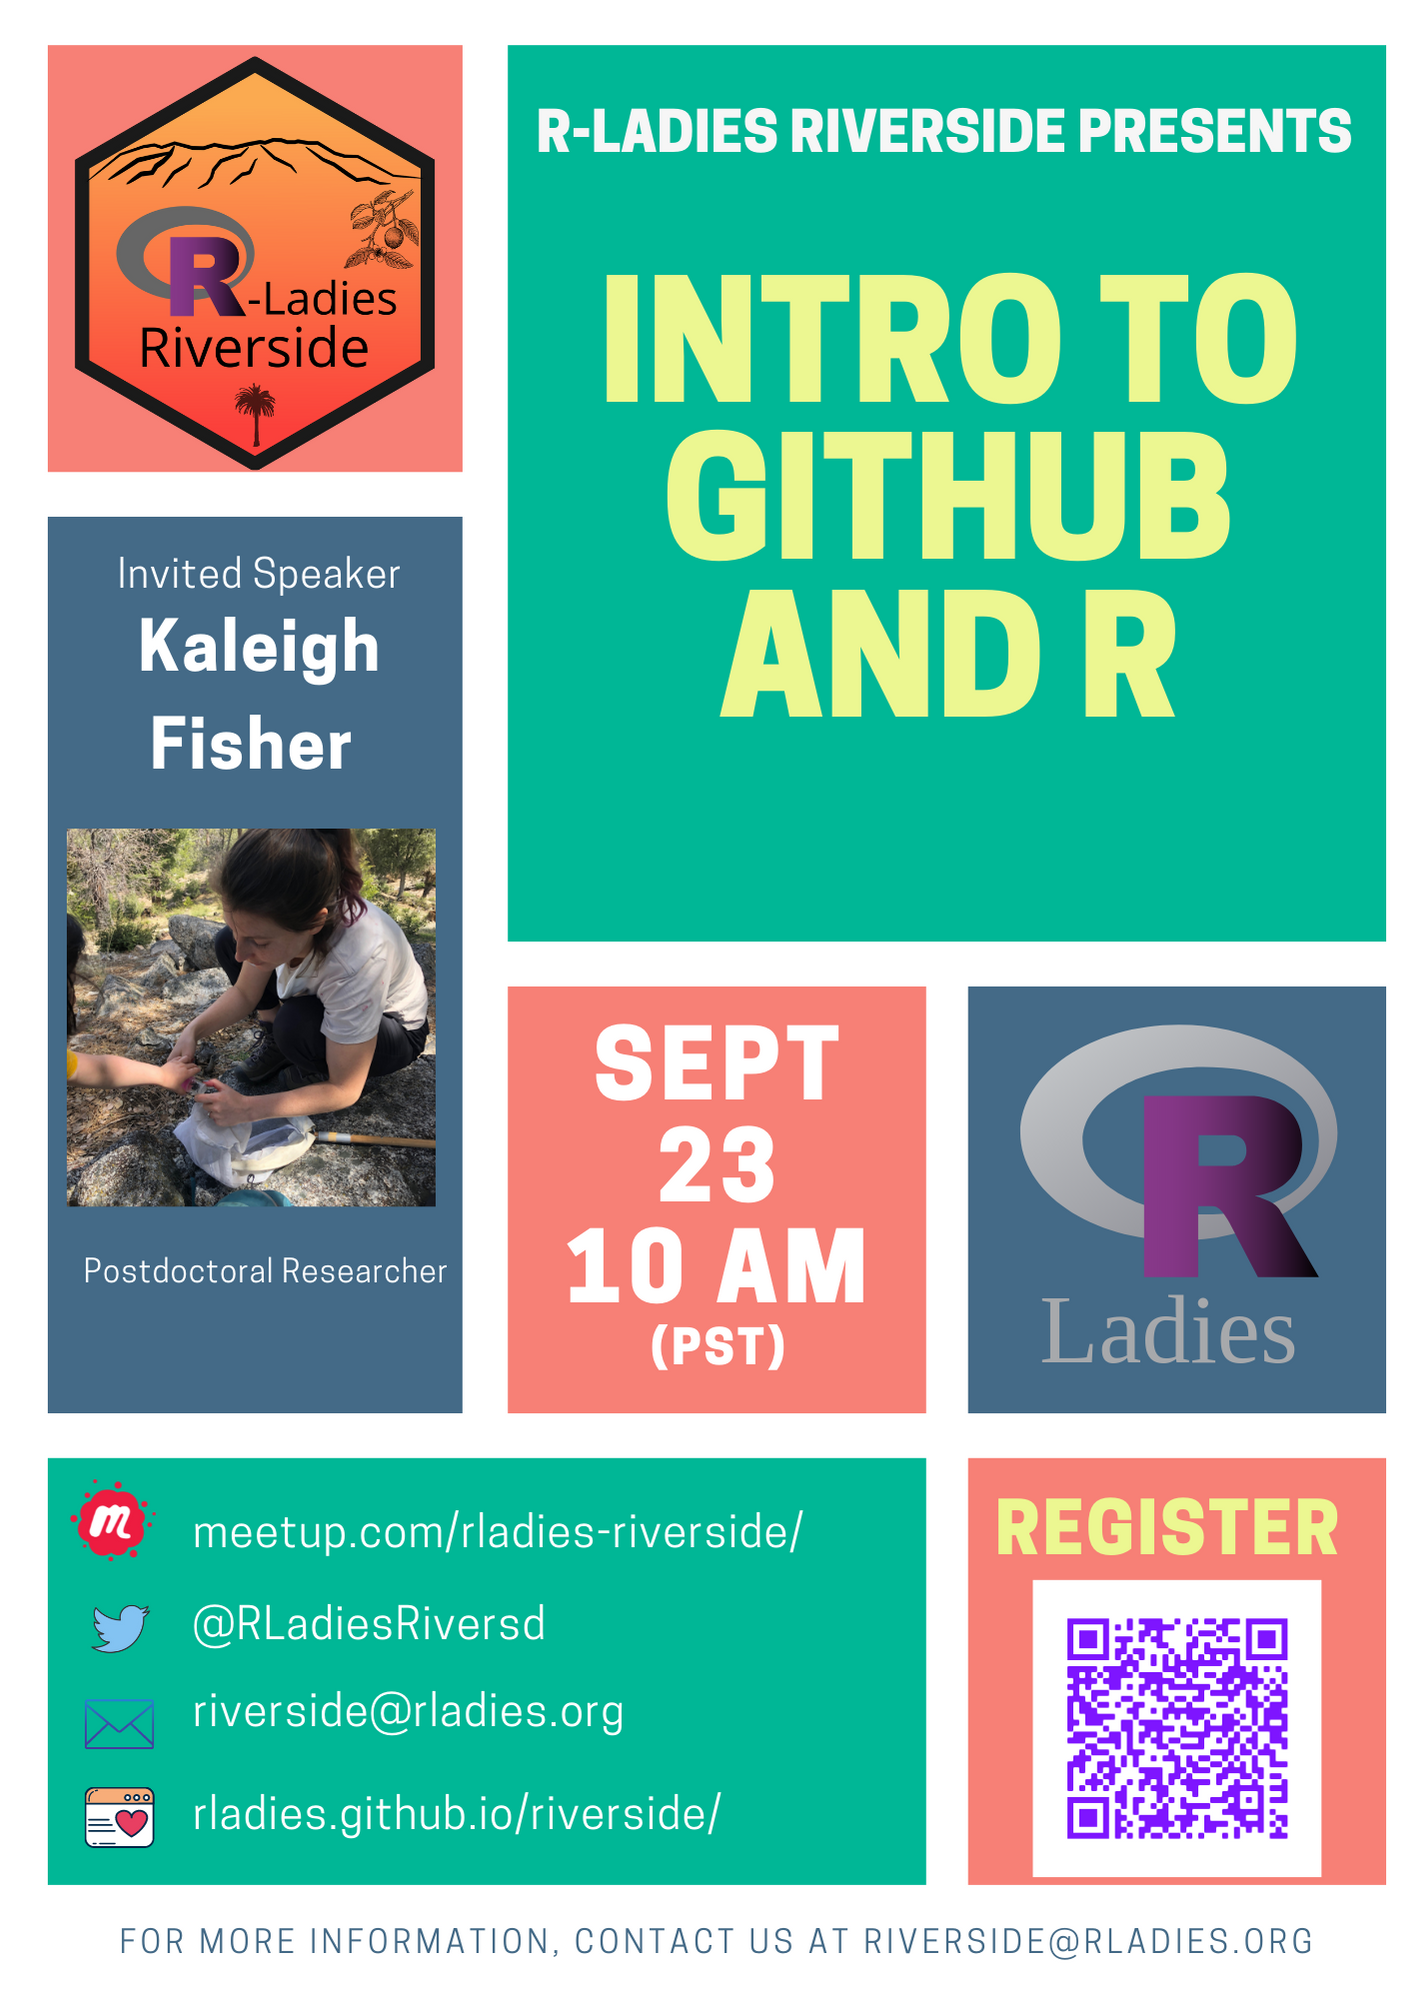 R-Ladies
Riverside
R-LADIES RIVERSIDE PRESENTS
INTRO TO
GITHUB
AND R
Invited Speaker
Kaleigh
Fisher
Postdoctoral Researcher
SEPT
23
10 AM
(PST)
R
Ladies
m
meetup.com/rladies-riverside/
@RLadiesRiversd
riverside@rladies.org
rladies.github.io/riverside/
REGISTER
FOR MORE INFORMATION, CONTACT US AT RIVERSIDE@RLADIES.ORG